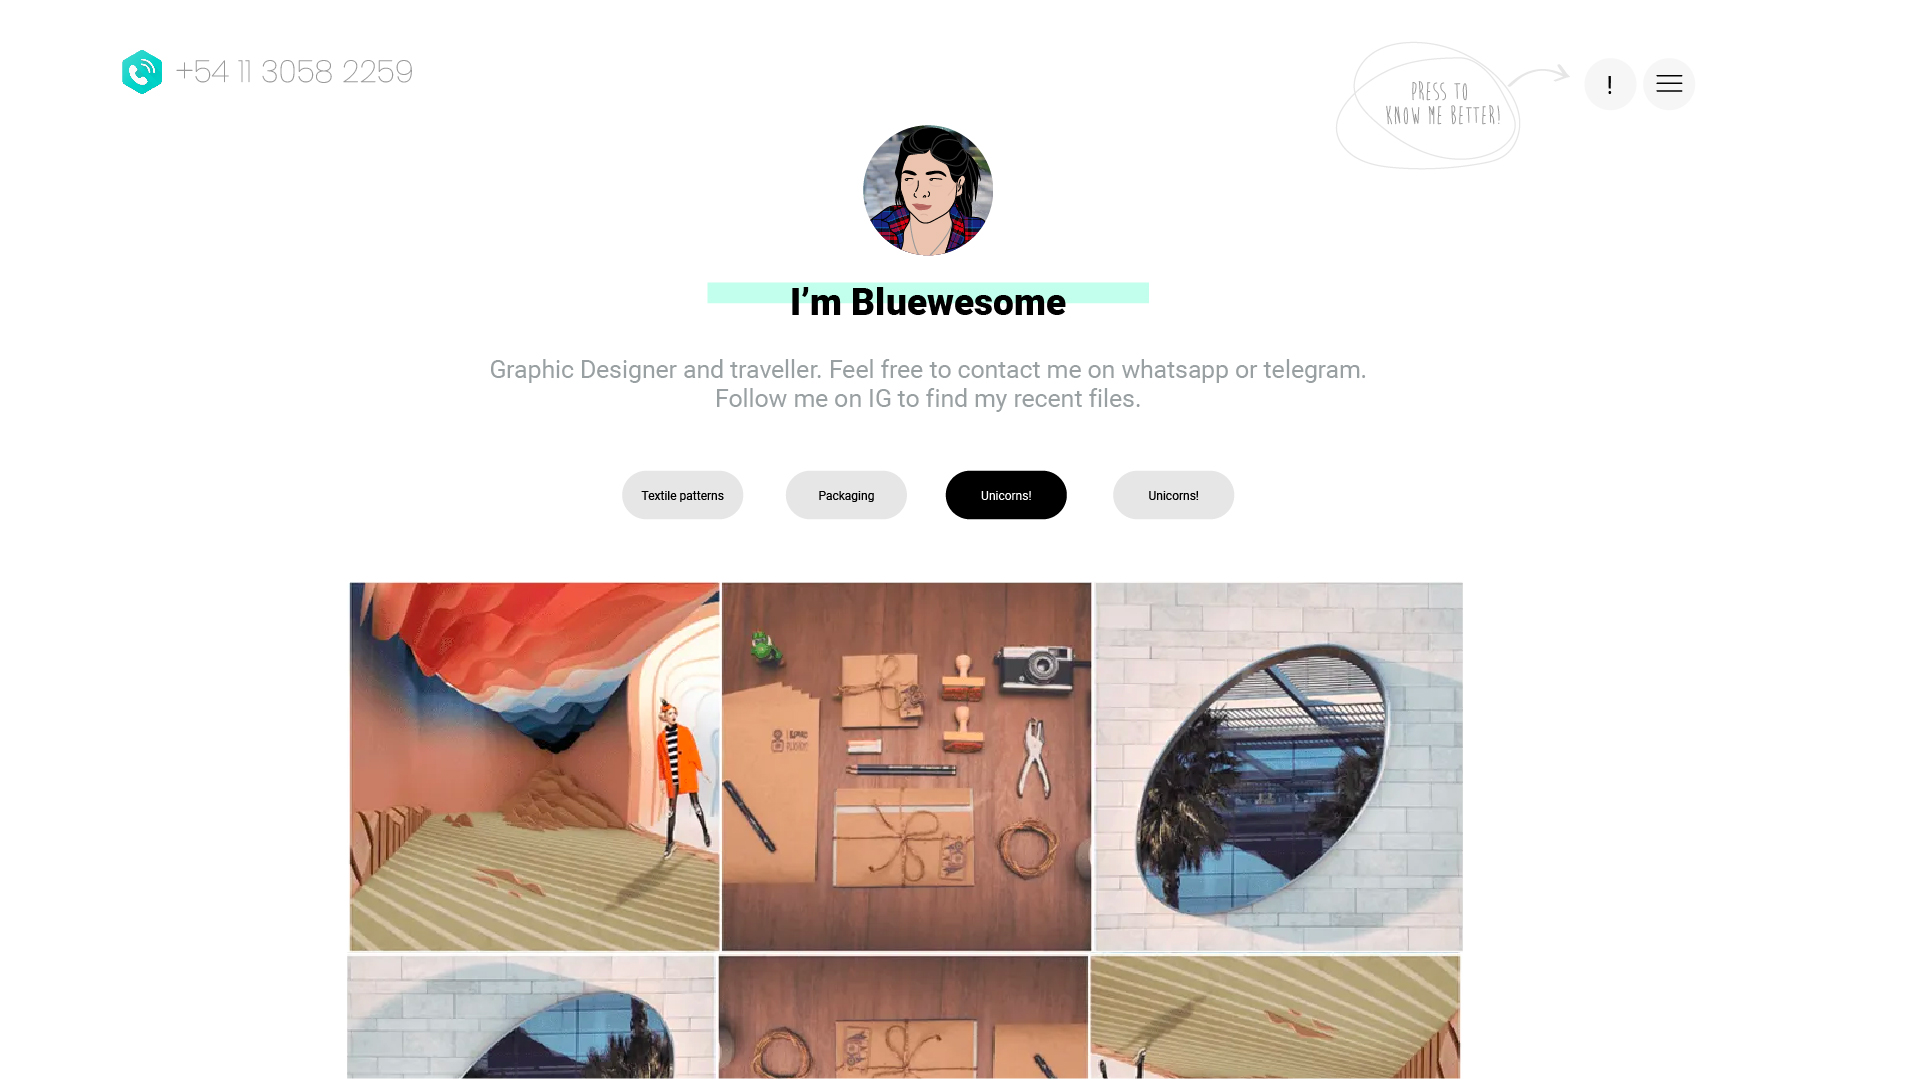 +54 11 3058 2259
PRESS TO
KNOW ME BETTER!
!
I’m Bluewesome
Graphic Designer and traveller. Feel free to contact me on whatsapp or telegram.
Follow me on IG to find my recent files.
Textile patterns
Packaging
Unicorns!
Unicorns!